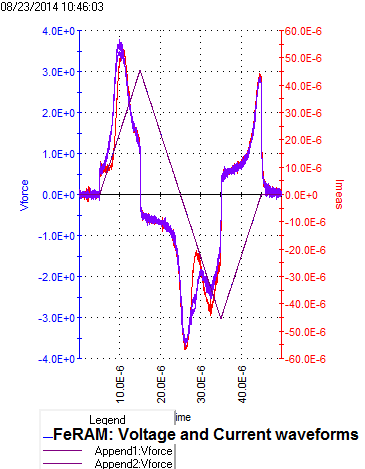 08/23/2014 10:46:03
4.0E+0
3.0E+0
2.0E+0
1.0E+0
0.0E+0
-1.0E+0
-2.0E+0
-3.0E+0
-4.0E+0
Vforce
60.0E-6
50.0E-6
40.0E-6
30.0E-6
20.0E-6
10.0E-6
0.0E+0
-10.0E-6
-20.0E-6
-30.0E-6
-40.0E-6
-50.0E-6
-60.0E-6
Imeas
10.0E-6
20.0E-6
30.0E-6
40.0E-6
ime
Legend
FeRAM: Voltage and Current waveforms
Append1:Vforce
Append2:Vforce